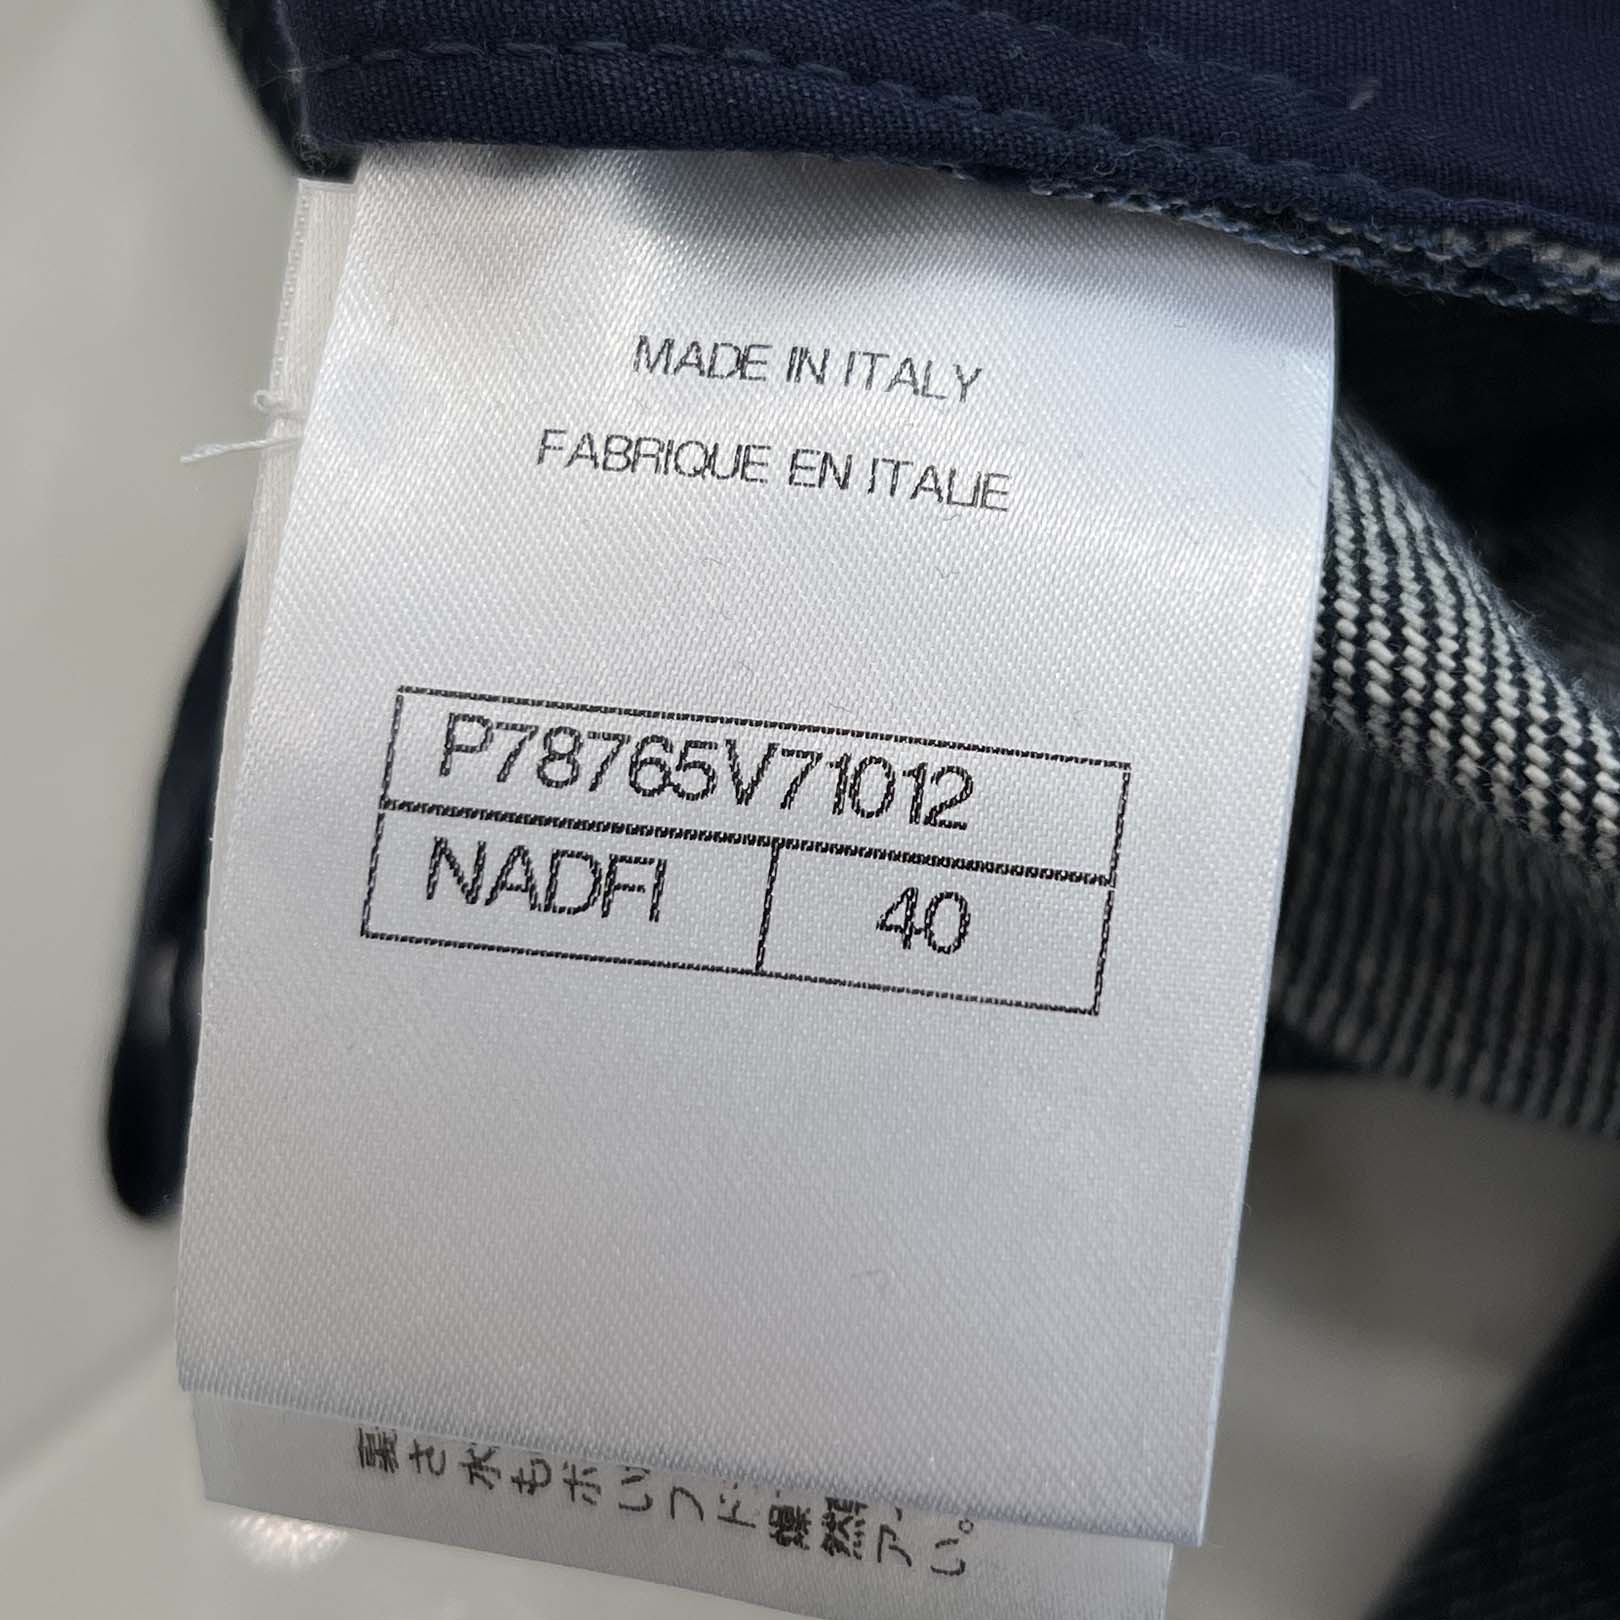 MADE IN ITALY
FABRIQUE EN ITALIE
P78765V71012
NADFI 40